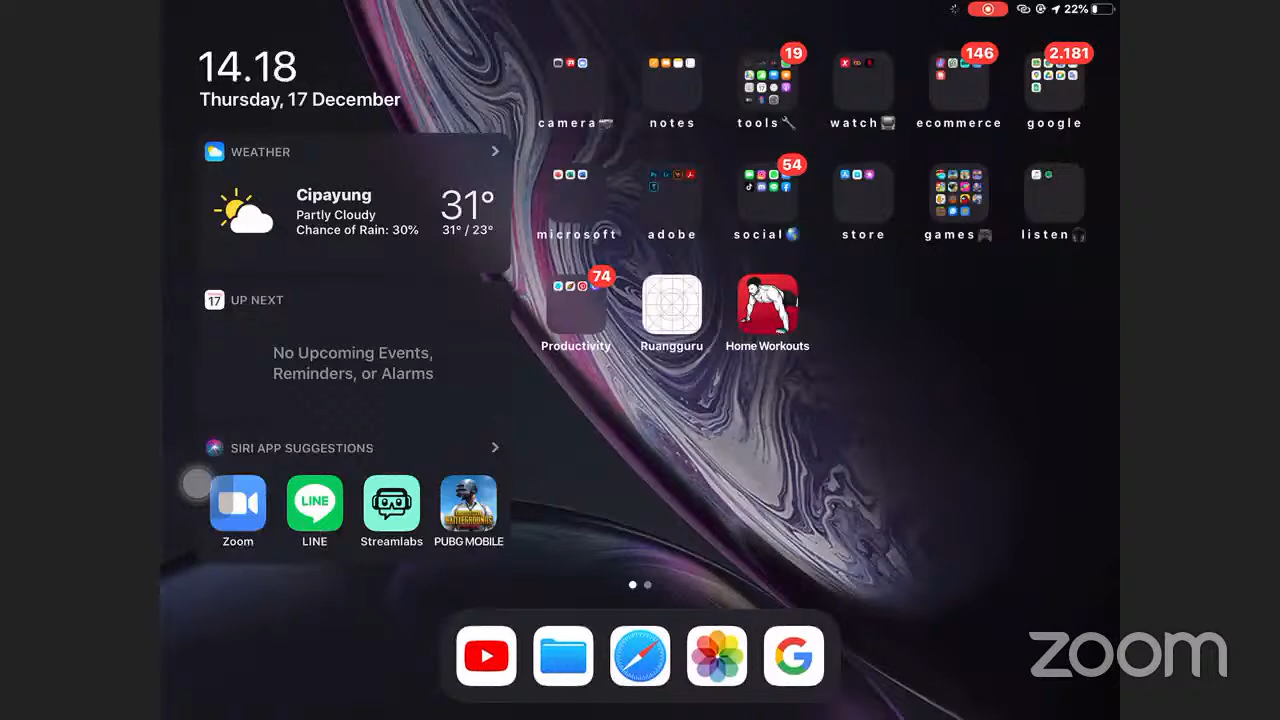 22%
14.18
Thursday, 17 December
WEATHER
Cipayung
Partly Cloudy
Chance of Rain: 30%
31°
31° / 23°
17 UP NEXT
No Upcoming Events,
Reminders, or Alarms
SIRI APP SUGGESTIONS
LINE
Zoom LINE Streamlabs PUBG MOBILE
19 146 2.181
camera notes tools watch ecommerce google
54
microsoft adobe social store games listen
74
Productivity Ruangguru Home Workouts
zoom